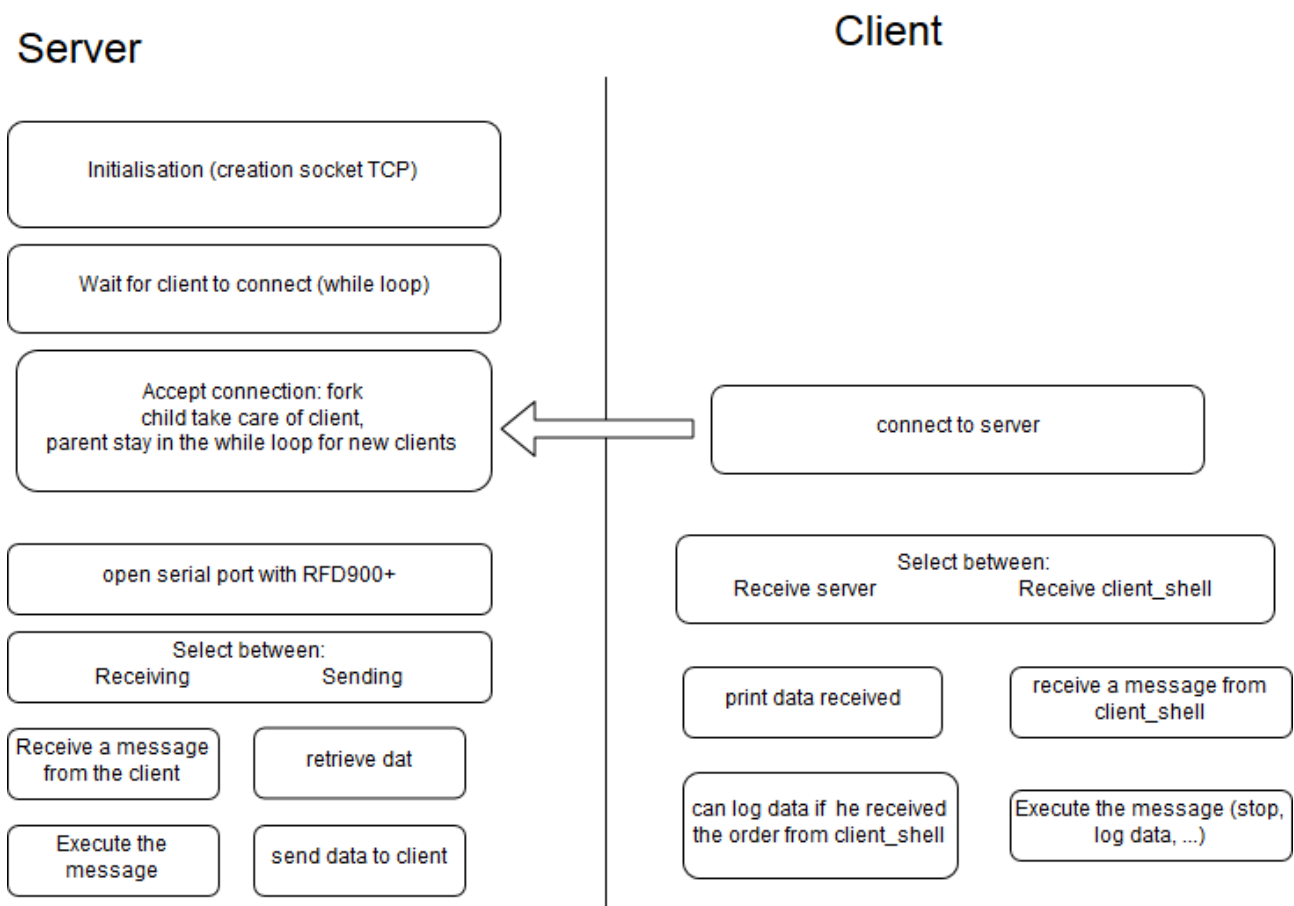 Server
Client
Initialisation (creation socket TCP)
Wait for client to connect (while loop)
Accept connection: fork
child take care of client,
parent stay in the while loop for new clients
connect to server
open serial port with RFD900+
Select between:
Receiving Sending
Receive a message
from the client
retrieve dat
Execute the
message
send data to client
Select between:
Receive server Receive client_shell
print data received
receive a message from
client_shell
can log data if he received
the order from client_shell
Execute the message (stop,
log data, ...)